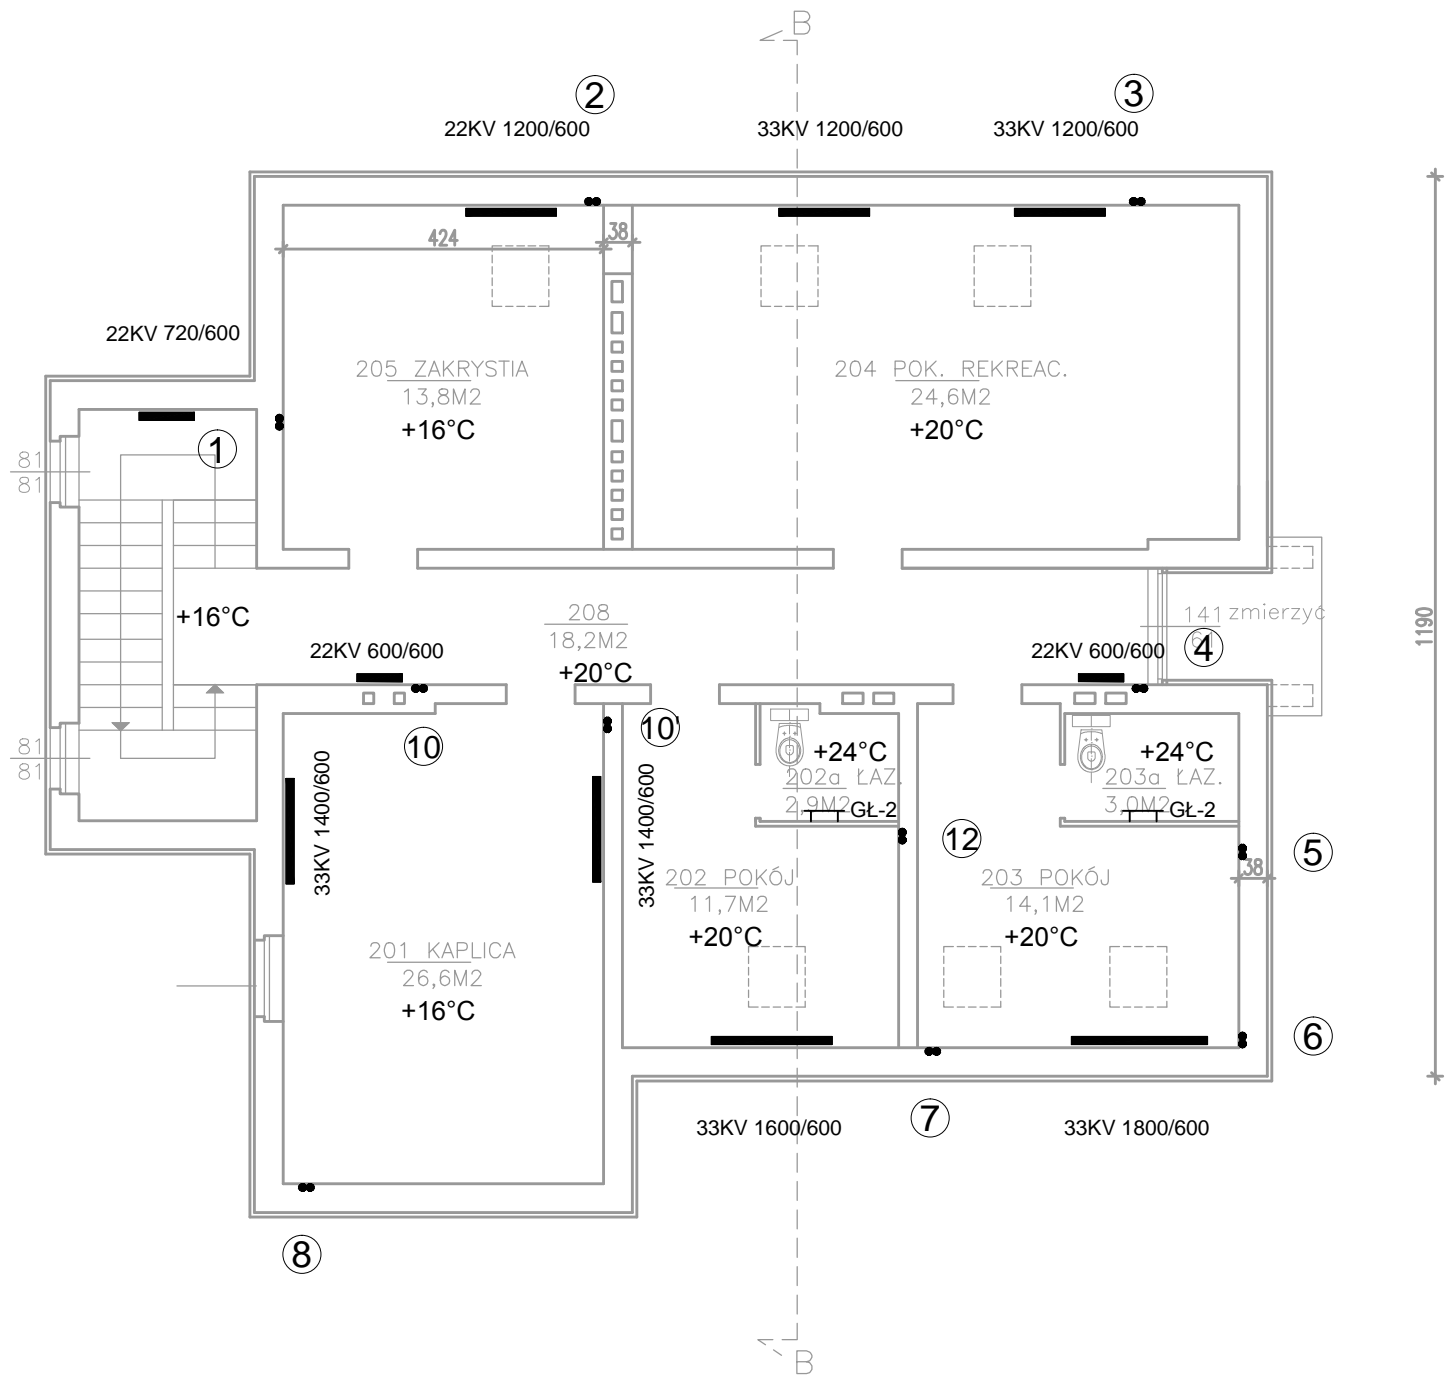 B
2
3
22KV 1200/600
33KV 1200/600
33KV 1200/600
424
38
22KV 720/600
205 ZAKRYSTIA
13,8M2
+16°C
204 POK. REKREAC.
24,6M2
+20°C
1
81
81
+16°C
208
18,2M2
+20°C
141 zmierzyć
4
1190
22KV 600/600
22KV 600/600
10
10'
81
81
33KV 1400/600
33KV 1400/600
+24°C
202a ŁAZ.
2,9M2
GŁ-2
+24°C
203a ŁAZ.
3,0M2
GŁ-2
12
5
38
202 POKÓJ
11,7M2
+20°C
203 POKÓJ
14,1M2
+20°C
201 KAPLICA
26,6M2
+16°C
6
7
33KV 1600/600
33KV 1800/600
8
B